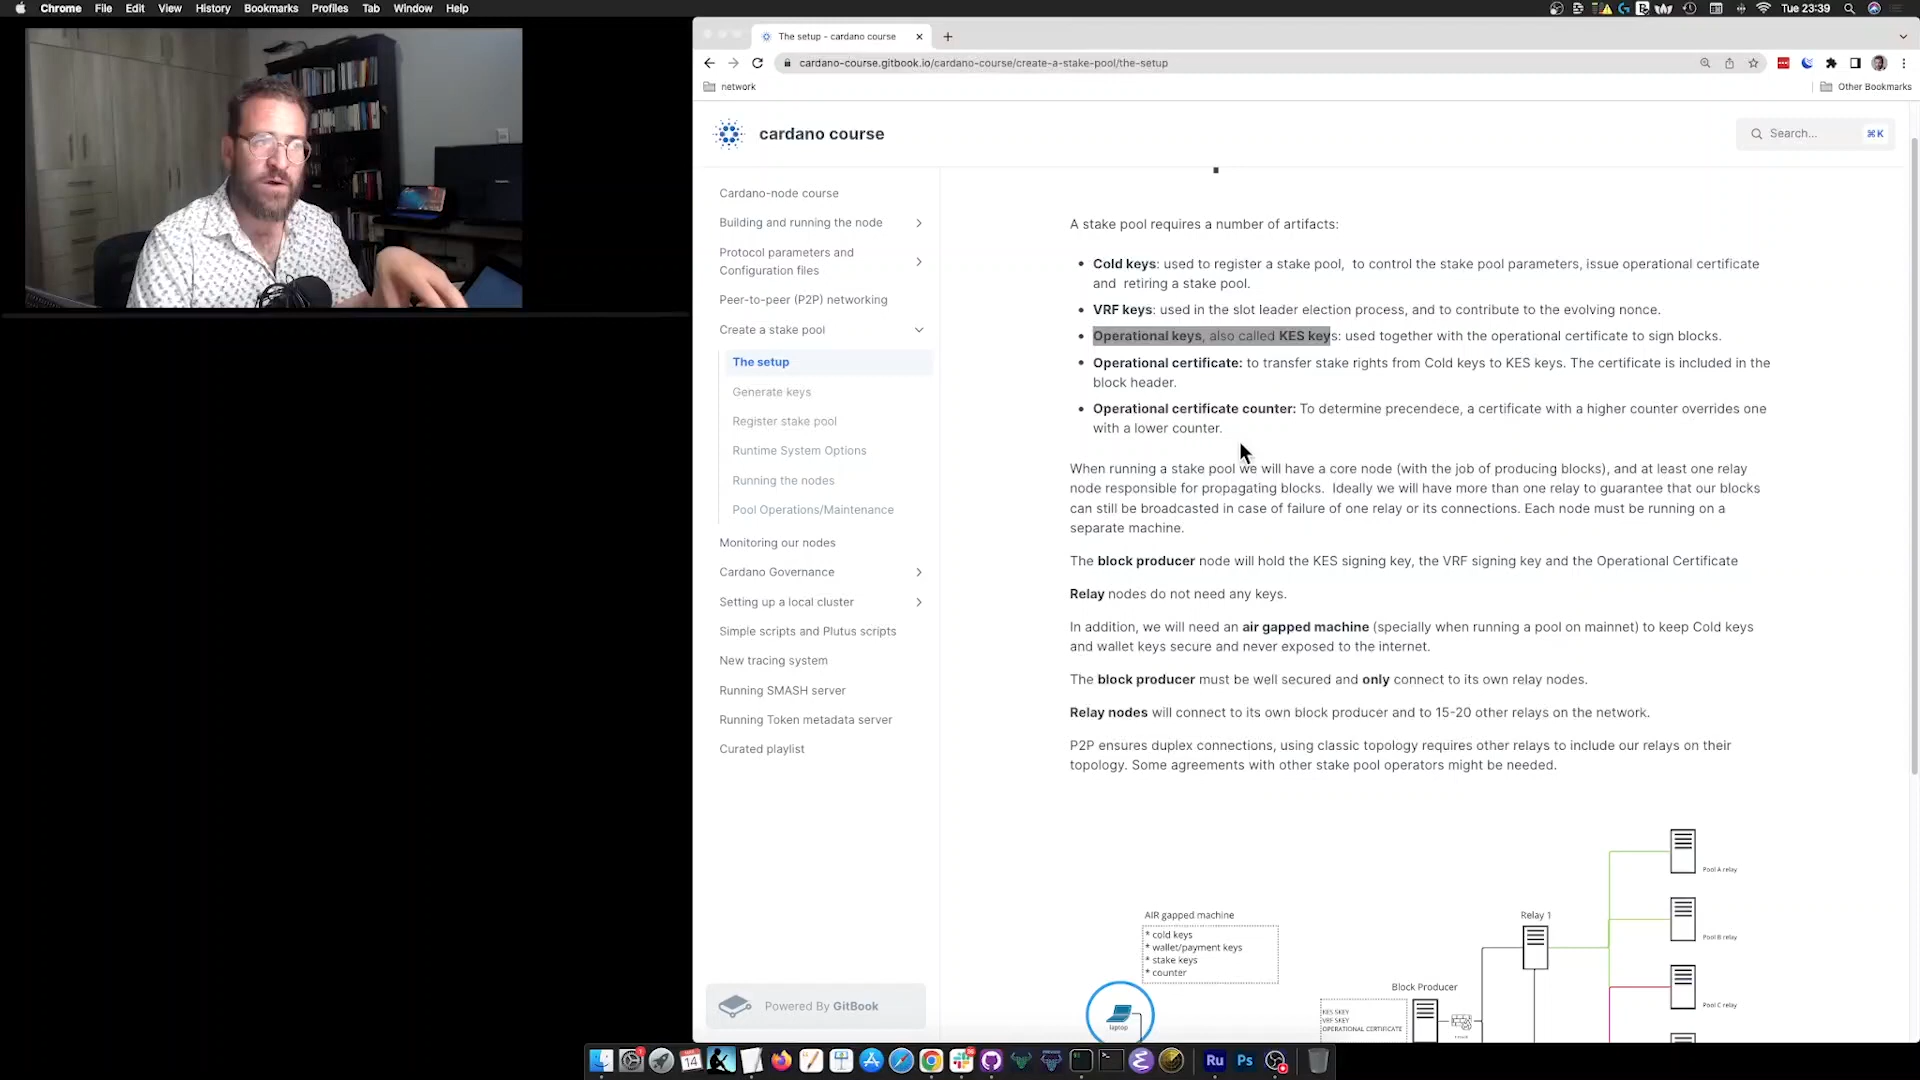 Chrome File Edit View History Bookmarks Profiles Tab Window Help
Tue 23:39
The setup - cardano course
cardano-course.gitbook.io/cardano-course/create-a-stake-pool/the-setup
network
Other Bookmarks
cardano course
Search...
⌘K
Cardano-node course
Building and running the node
Protocol parameters and
Configuration files
Peer-to-peer (P2P) networking
Create a stake pool
The setup
Generate keys
Register stake pool
Runtime System Options
Running the nodes
Pool Operations/Maintenance
Monitoring our nodes
Cardano Governance
Setting up a local cluster
Simple scripts and Plutus scripts
New tracing system
Running SMASH server
Running Token metadata server
Curated playlist
Powered By GitBook
A stake pool requires a number of artifacts:
• Cold keys: used to register a stake pool, to control the stake pool parameters, issue operational certificate
and retiring a stake pool.
• VRF keys: used in the slot leader election process, and to contribute to the evolving nonce.
• Operational keys, also called KES keys: used together with the operational certificate to sign blocks.
• Operational certificate: to transfer stake rights from Cold keys to KES keys. The certificate is included in the
block header.
• Operational certificate counter: To determine precendece, a certificate with a higher counter overrides one
with a lower counter.
When running a stake pool we will have a core node (with the job of producing blocks), and at least one relay
node responsible for propagating blocks. Ideally we will have more than one relay to guarantee that our blocks
can still be broadcasted in case of failure of one relay or its connections. Each node must be running on a
separate machine.
The block producer node will hold the KES signing key, the VRF signing key and the Operational Certificate
Relay nodes do not need any keys.
In addition, we will need an air gapped machine (specially when running a pool on mainnet) to keep Cold keys
and wallet keys secure and never exposed to the internet.
The block producer must be well secured and only connect to its own relay nodes.
Relay nodes will connect to its own block producer and to 15-20 other relays on the network.
P2P ensures duplex connections, using classic topology requires other relays to include our relays on their
topology. Some agreements with other stake pool operators might be needed.
Pool A relay
AIR gapped machine
* cold keys
* wallet/payment keys
* stake keys
* counter
Relay 1
Pool B relay
Pool C relay
Block Producer
KES SKEY
VRF SKEY
OPERATIONAL CERTIFICATE
laptop
14
Ru
Ps